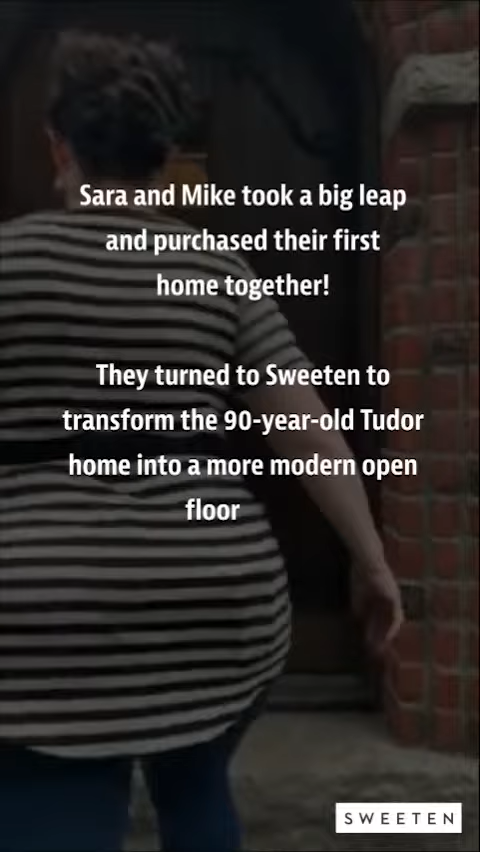 Sara and Mike took a big leap
and purchased their first
home together!
They turned to Sweeten to
transform the 90-year-old Tudor
home into a more modern open
floor
SWEETEN